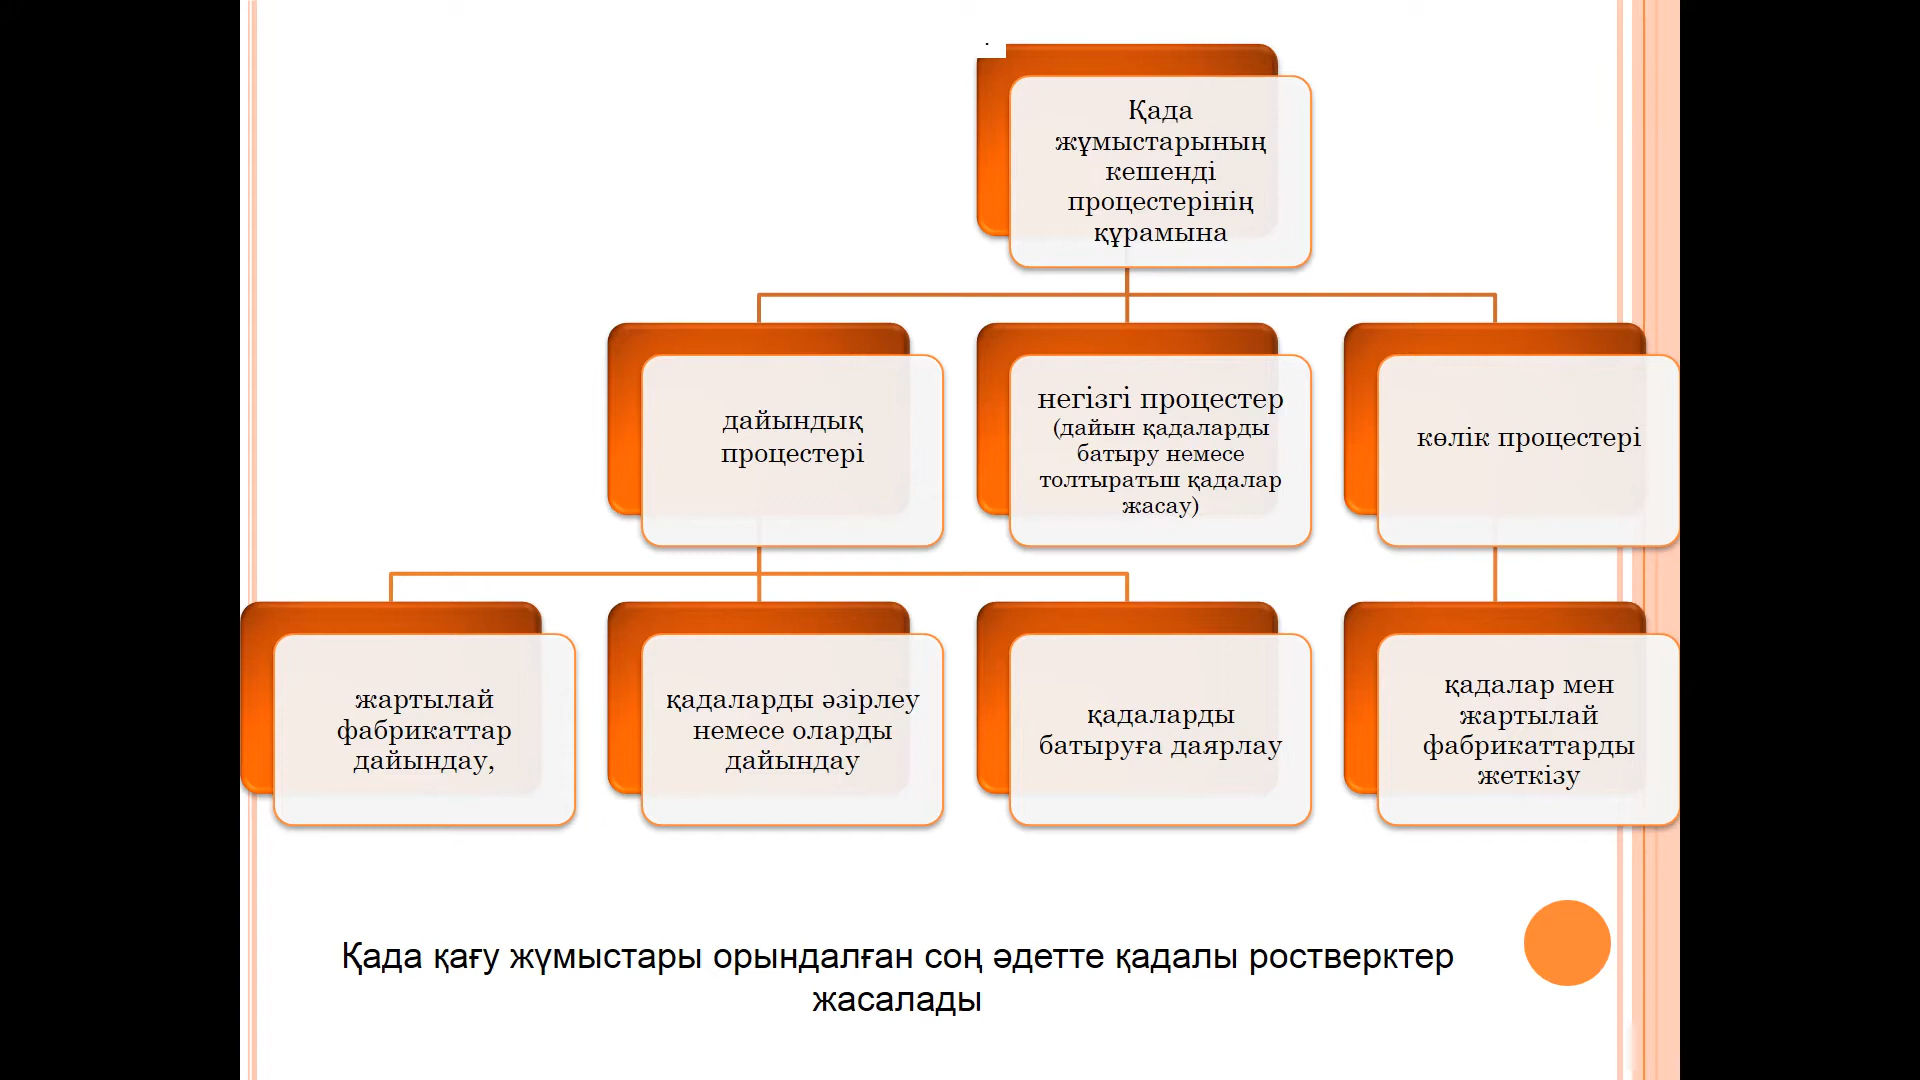 Қада
жұмыстарының
кешенді
процестерінің
құрамына
дайындық
процестері
негізгі процестер
(дайын қадаларды
батыру немесе
толтыратьш қадалар
жасау)
көлік процестері
жартылай
фабрикаттар
дайындау,
қадаларды әзірлеу
немесе оларды
дайындау
қадаларды
батыруға даярлау
қадалар мен
жартылай
фабрикаттарды
жеткізу
Қада қағу жүмыстары орындалған соң әдетте қадалы ростверктер
жасалады